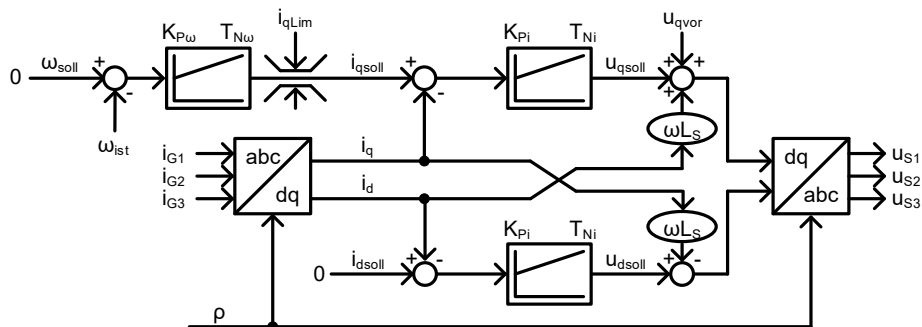 i_qLim
u_qvor
K_Pω T_Nω
K_Pi T_Ni
0 ω_soll + -
i_qsoll + -
u_qsoll + + +
ω_ist
ωL_S
i_G1
i_G2
i_G3
abc
dq
i_q
i_d
dq
abc
u_S1
u_S2
u_S3
ωL_S
K_Pi T_Ni
0 i_dsoll + -
u_dsoll + -
ρ